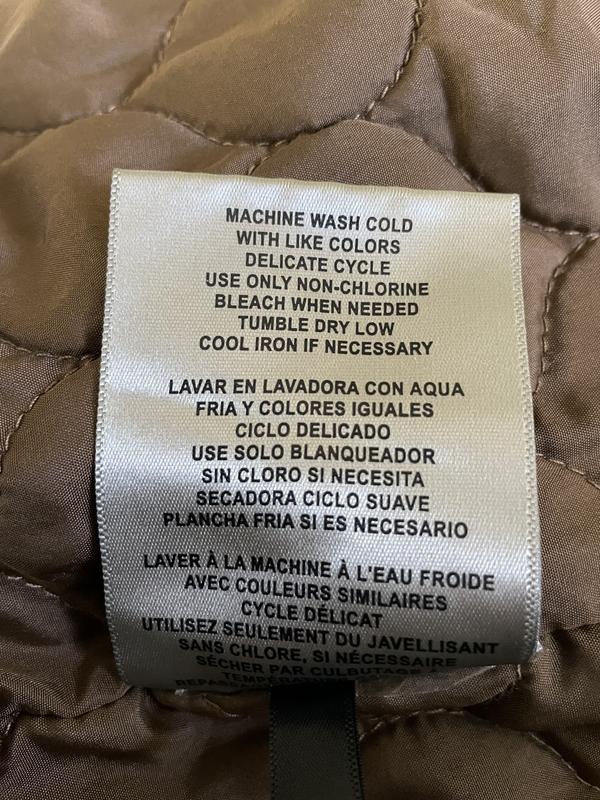 MACHINE WASH COLD
WITH LIKE COLORS
DELICATE CYCLE
USE ONLY NON-CHLORINE
BLEACH WHEN NEEDED
TUMBLE DRY LOW
COOL IRON IF NECESSARY
LAVAR EN LAVADORA CON AQUA
FRIA Y COLORES IGUALES
CICLO DELICADO
USE SOLO BLANQUEADOR
SIN CLORO SI NECESITA
SECADORA CICLO SUAVE
PLANCHA FRIA SI ES NECESARIO
LAVER À LA MACHINE À L'EAU FROIDE
AVEC COULEURS SIMILAIRES
CYCLE DÉLICAT
UTILISEZ SEULEMENT DU JAVELLISANT
SANS CHLORE, SI NÉCESSAIRE
SÉCHER PAR CULBUTAGE À